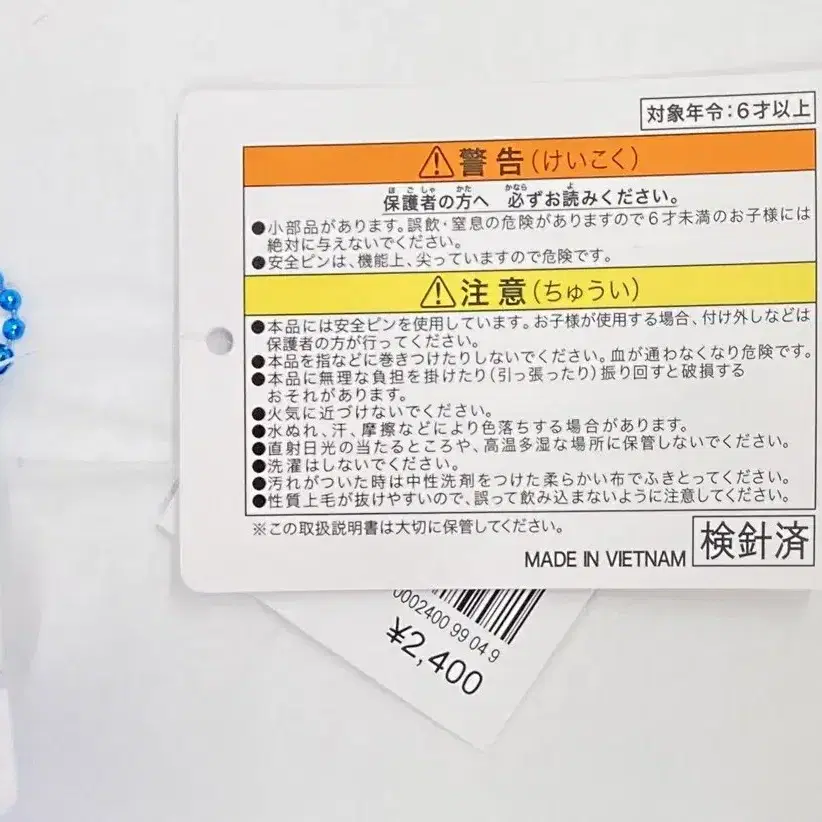 対象年令:6才以上
⚠警告(けいこく)
保護者の方へ 必ずお読みください。
●小部品があります。誤飲・窒息の危険がありますので6才未満のお子様には
絶対に与えないでください。
●安全ピンは、機能上、尖っていますので危険です。
⚠注意(ちゅうい)
●本品には安全ピンを使用しています。お子様が使用する場合、付け外しなどは
保護者の方が行ってください。
●本品を指などに巻きつけたりしないでください。血が通わなくなり危険です。
●本品に無理な負担を掛けたり(引っ張ったり)振り回すと破損する
おそれがあります。
●火気に近づけないでください。
●水ぬれ、汗、摩擦などにより色落ちする場合があります。
●直射日光の当たるところや、高温多湿な場所に保管しないでください。
●洗濯はしないでください。
●汚れがついた時は中性洗剤をつけた柔らかい布でふきとってください。
●性質上毛が抜けやすいので、誤って飲み込まないように注意してください。
※この取扱説明書は大切に保管してください。
MADE IN VIETNAM 検針済
0002400 99 04 9
¥2,400